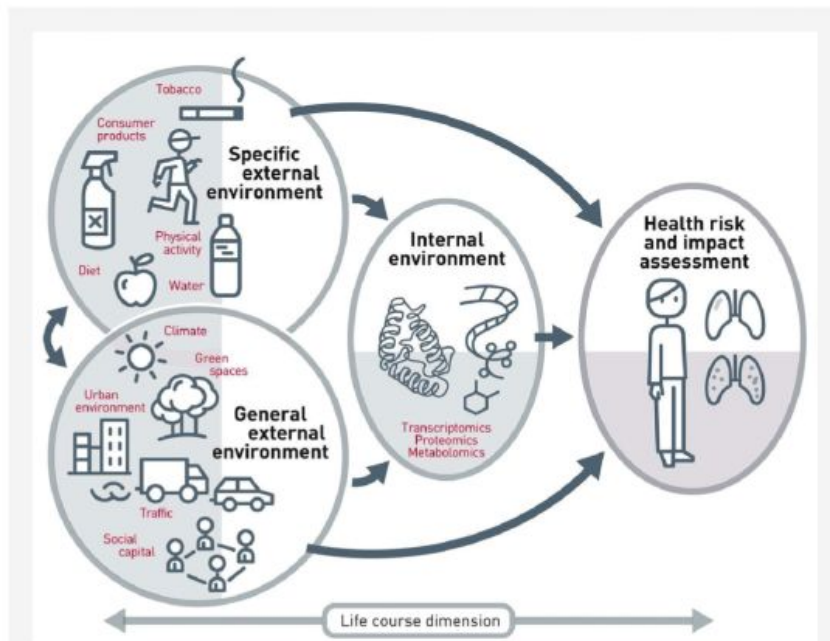 Tobacco
Consumer
products
Specific
external
environment
Physical
activity
Diet
Water
Climate
Green
spaces
Urban
environment
General
external
environment
Traffic
Social
capital
Internal
environment
Transcriptomics
Proteomics
Metabolomics
Health risk
and impact
assessment
Life course dimension